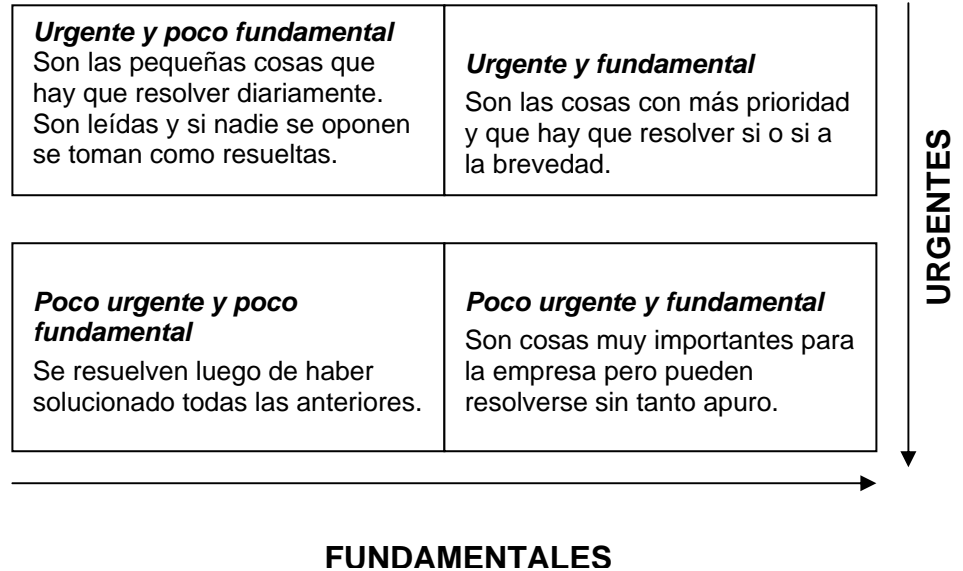 Urgente y poco fundamental
Son las pequeñas cosas que
hay que resolver diariamente.
Son leídas y si nadie se oponen
se toman como resueltas.
Urgente y fundamental
Son las cosas con más prioridad
y que hay que resolver si o si a
la brevedad.
Poco urgente y poco
fundamental
Se resuelven luego de haber
solucionado todas las anteriores.
Poco urgente y fundamental
Son cosas muy importantes para
la empresa pero pueden
resolverse sin tanto apuro.
URGENTES
FUNDAMENTALES